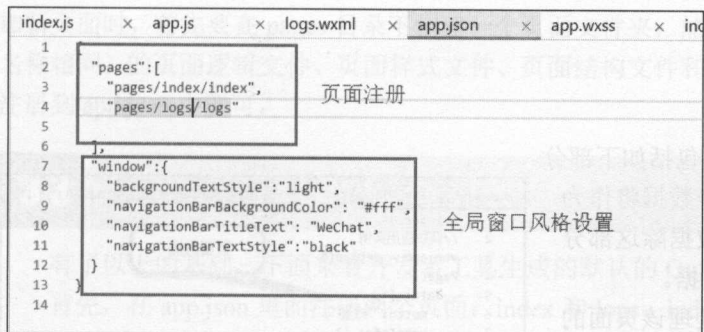 index.js × app.js × logs.wxml × app.json × app.wxss × ind
1 {
2 "pages":[
3 "pages/index/index",
4 "pages/logs/logs"
页面注册
5
6 ],
7 "window":{
8 "backgroundTextStyle":"light",
9 "navigationBarBackgroundColor": "#fff",
10 "navigationBarTitleText": "WeChat",
11 "navigationBarTextStyle":"black"
全局窗口风格设置
12 }
13 }
14